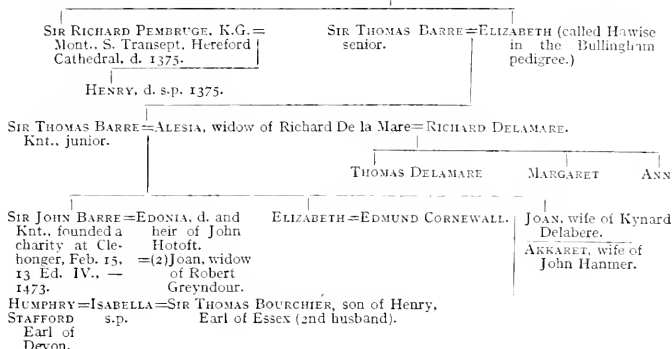 SIR RICHARD PEMBRUGE, K.G.=
Mont., S. Transept, Hereford
Cathedral, d. 1375.
SIR THOMAS BARRE=ELIZABETH (called Hawise
senior. in the Bullingham
pedigree.)
HENRY, d. s.p. 1375.
SIR THOMAS BARRE=ALESIA, widow of Richard De la Mare=RICHARD DELAMARE.
Knt., junior.
THOMAS DELAMARE MARGARET ANN
SIR JOHN BARRE=EDONIA, d. and
Knt., founded a heir of John
charity at Cle- Hotoft.
honger, Feb. 15, =(2)Joan, widow
13 Ed. IV., — of Robert
1473. Greyndour.
ELIZABETH=EDMUND CORNEWALL.
JOAN, wife of Kynard
Delabere.
AKKARET, wife of
John Hanmer.
HUMPHRY=ISABELLA=SIR THOMAS BOURCHIER, son of Henry,
STAFFORD s.p. Earl of Essex (2nd husband).
Earl of
Devon.